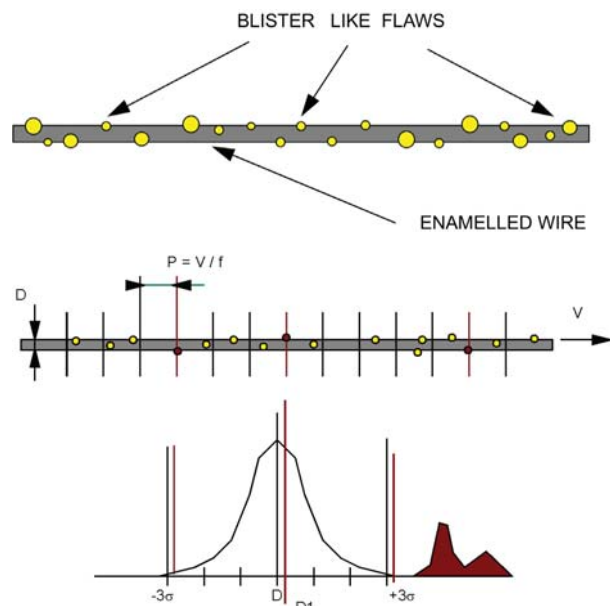 BLISTER LIKE FLAWS
ENAMELLED WIRE
P = V / f
D
V
-3σ
D
+3σ
D1